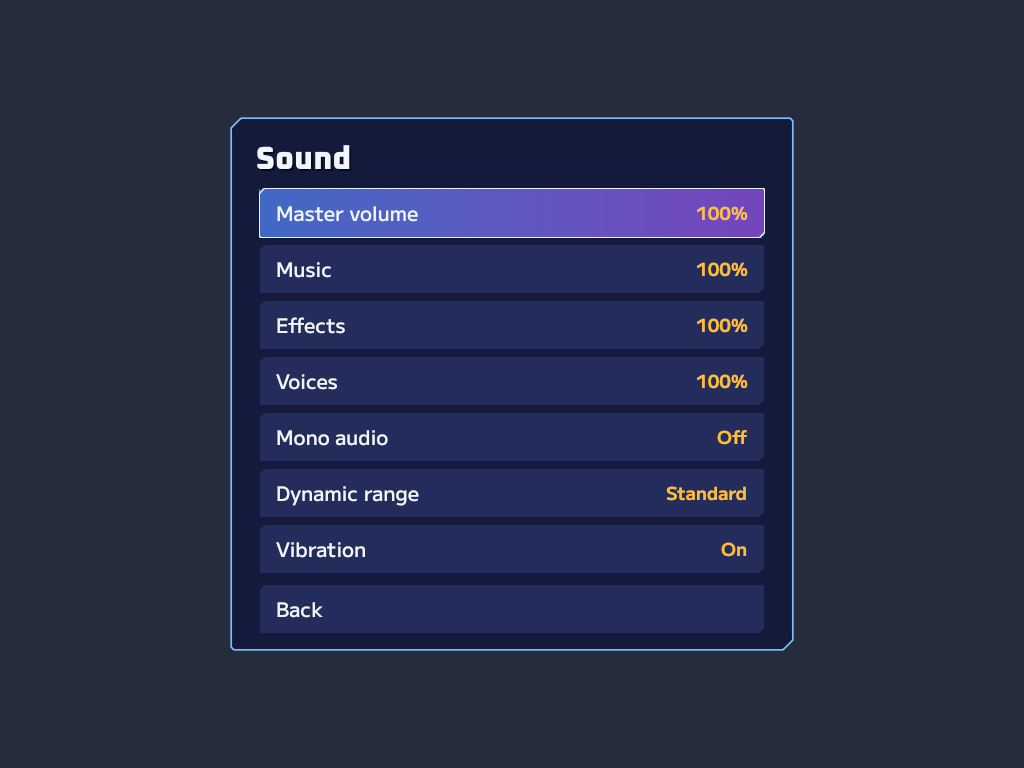 Sound
Master volume 100%
Music 100%
Effects 100%
Voices 100%
Mono audio Off
Dynamic range Standard
Vibration On
Back